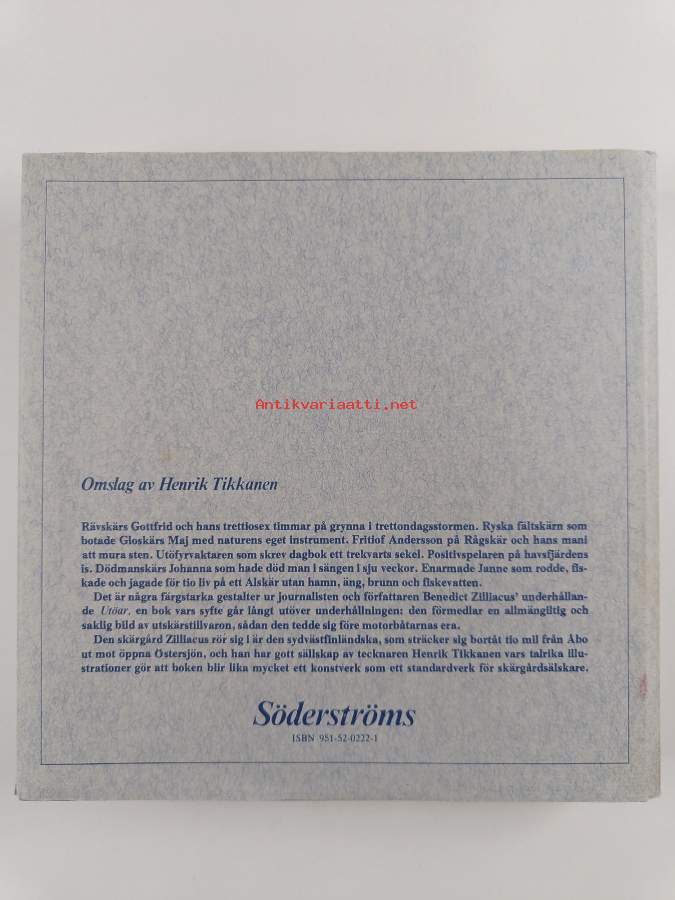 Antikvariaatti.net
Omslag av Henrik Tikkanen
Rävskärs Gottfrid och hans trettiosex timmar på grynna i trettondagsstormen. Ryska fältskärn som
botade Gloskärs Maj med naturens eget instrument. Fritiof Andersson på Rågskär och hans mani
att mura sten. Utöfyrvaktaren som skrev dagbok ett trekvarts sekel. Positivspelaren på havsfjärdens
is. Dödmanskärs Johanna som hade död man i sängen i sju veckor. Enarmade Janne som rodde, fis-
kade och jagade för tio liv på ett Alskär utan hamn, äng, brunn och fiskevatten.
Det är några färgstarka gestalter ur journalisten och författaren Benedict Zilliacus' underhållan-
de Utöar, en bok vars syfte går långt utöver underhållningen: den förmedlar en allmängiltig och
saklig bild av utskärstillvaron, sådan den tedde sig före motorbåtarnas era.
Den skärgård Zilliacus rör sig i är den sydvästfinländska, som sträcker sig bortåt tio mil från Åbo
ut mot öppna Östersjön, och han har gott sällskap av tecknaren Henrik Tikkanen vars talrika illu-
strationer gör att boken blir lika mycket ett konstverk som ett standardverk för skärgårdsälskare.
Söderströms
ISBN 951-52-0222-1